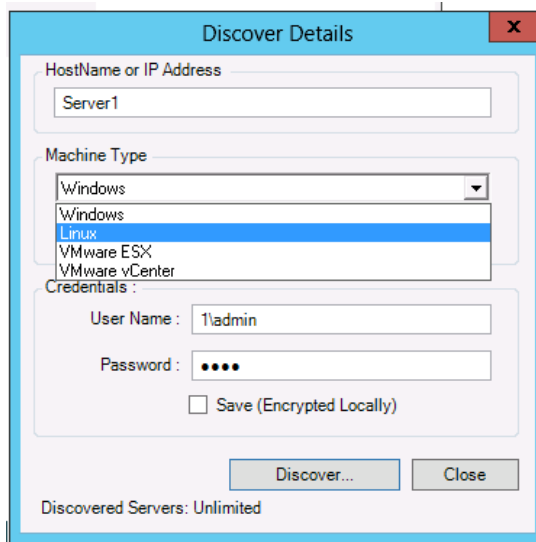 Discover Details
x
HostName or IP Address
Server1
Machine Type
Windows
Windows
Linux
VMware ESX
VMware vCenter
Credentials :
User Name : 1\admin
Password : ●●●●
Save (Encrypted Locally)
Discover... Close
Discovered Servers: Unlimited